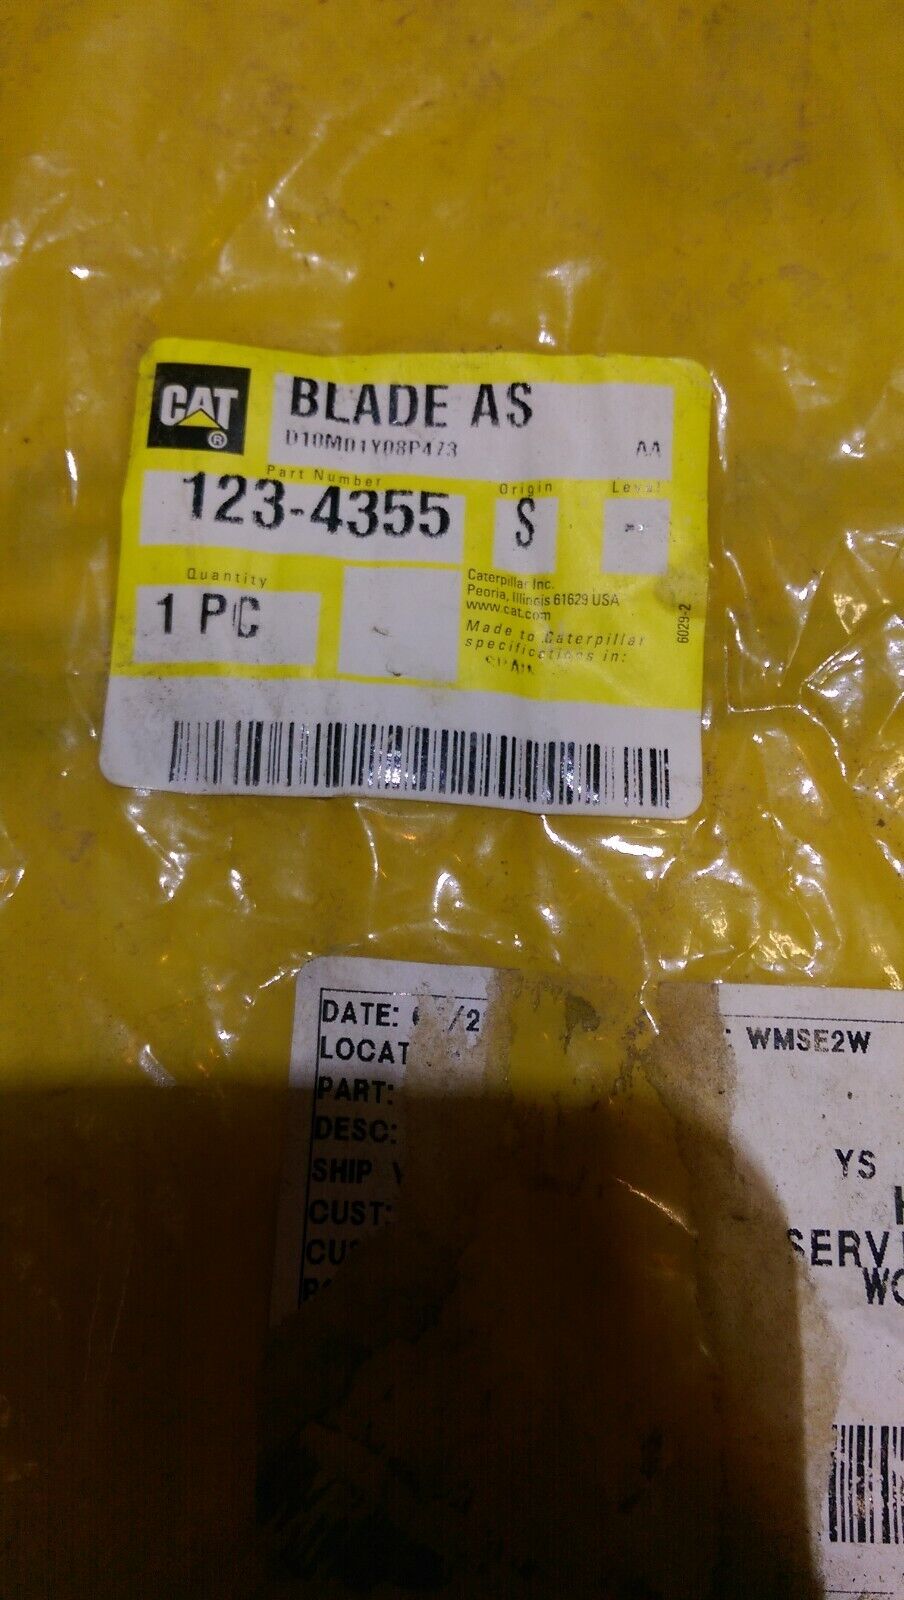 CAT ®
BLADE AS
D10M01Y08P473 AA
Part Number
123-4355
Origin
S
Level
--
Quantity
1 PC
Caterpillar Inc.
Peoria, Illinois 61629 USA
www.cat.com
Made to Caterpillar
specifications in:
SPAIN
6029-2
DATE: /2
LOCAT
PART:
DESC:
SHIP
CUST:
WMSE2W
YS
SERV